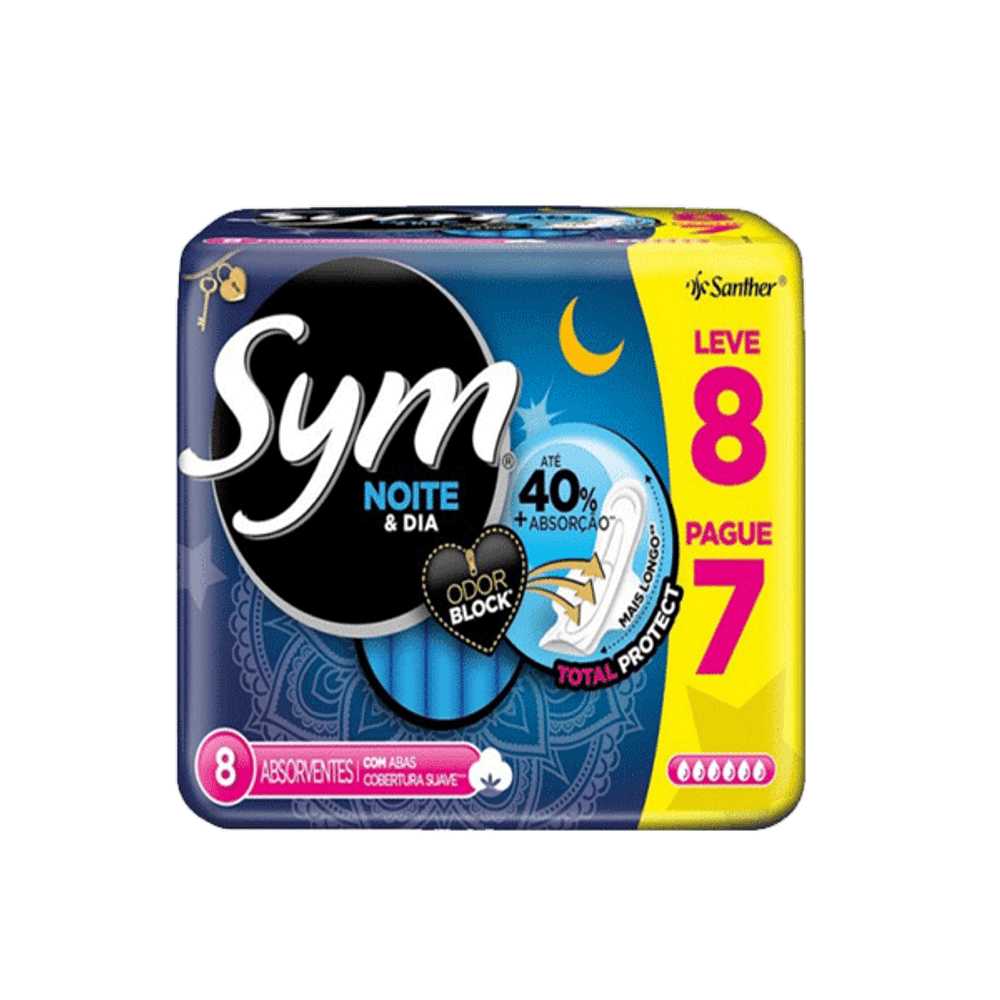 Sym
Santher®
LEVE
8
PAGUE
7
Sym®
NOITE
& DIA
ODOR
BLOCK*
ATÉ
40%
+ABSORÇÃO**
MAIS LONGO**
TOTAL PROTECT
8 ABSORVENTES | COM ABAS
COBERTURA SUAVE***